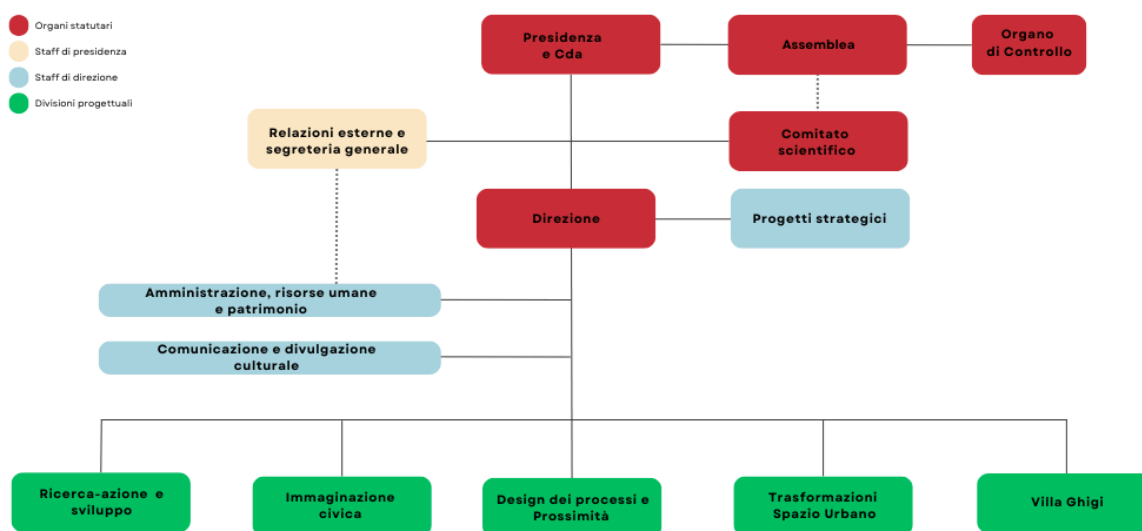 Organi statutari
Staff di presidenza
Staff di direzione
Divisioni progettuali
Presidenza
e Cda
Assemblea
Organo
di Controllo
Relazioni esterne e
segreteria generale
Comitato
scientifico
Direzione
Progetti strategici
Amministrazione, risorse umane
e patrimonio
Comunicazione e divulgazione
culturale
Ricerca-azione e
sviluppo
Immaginazione
civica
Design dei processi e
Prossimità
Trasformazioni
Spazio Urbano
Villa Ghigi